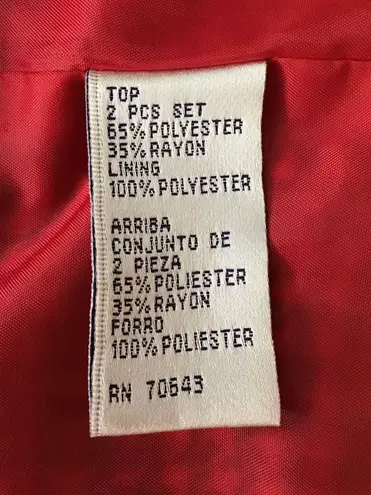 TOP
2 PCS SET
65% POLYESTER
35% RAYON
LINING
100% POLYESTER
ARRIBA
CONJUNTO DE
2 PIEZA
65% POLIESTER
35% RAYON
FORRO
100% POLIESTER
RN 70643